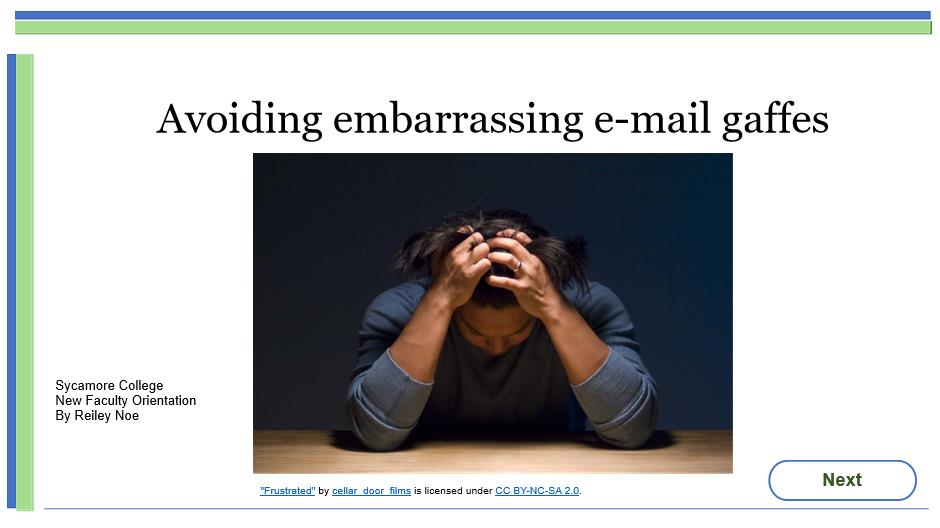 Avoiding embarrassing e-mail gaffes
Sycamore College
New Faculty Orientation
By Reiley Noe
"Frustrated" by cellar_door_films is licensed under CC BY-NC-SA 2.0.
Next